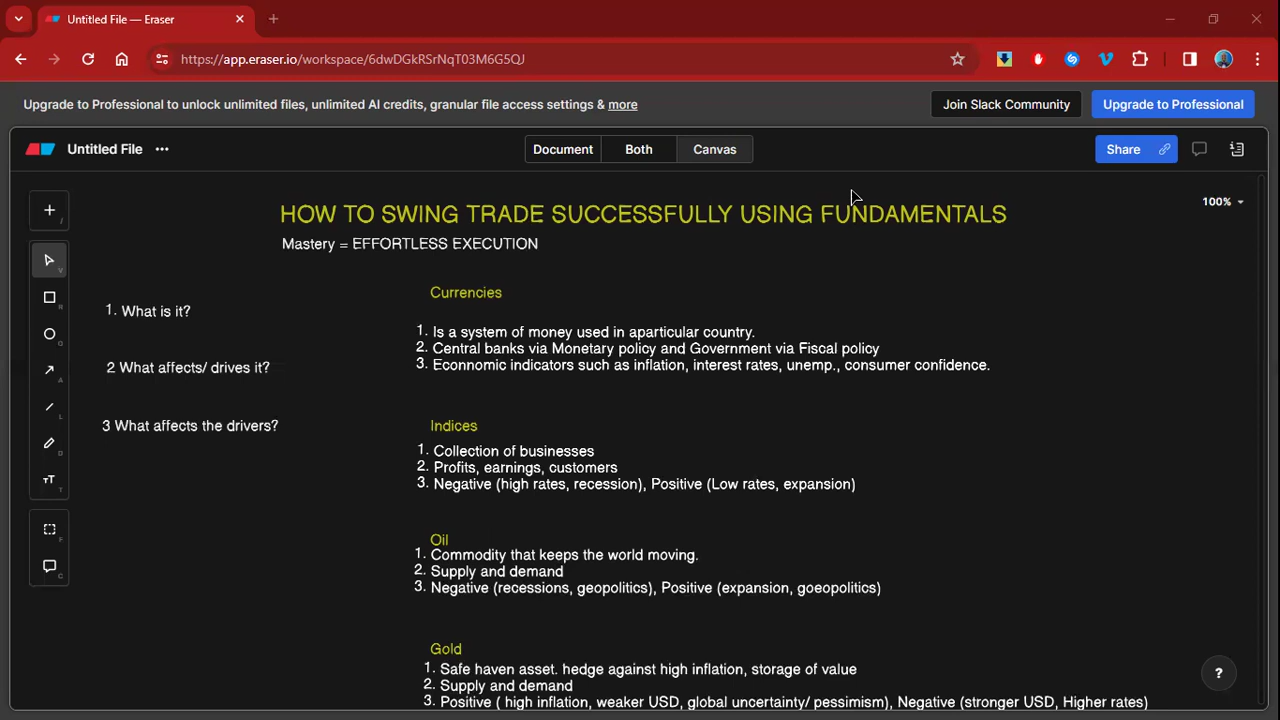 Untitled File — Eraser
https://app.eraser.io/workspace/6dwDGkRSrNqT03M6G5QJ
Upgrade to Professional to unlock unlimited files, unlimited AI credits, granular file access settings & more
Join Slack Community
Upgrade to Professional
Untitled File
Document
Both
Canvas
Share
100%
HOW TO SWING TRADE SUCCESSFULLY USING FUNDAMENTALS
Mastery = EFFORTLESS EXECUTION
1. What is it?
2 What affects/ drives it?
3 What affects the drivers?
Currencies
1. Is a system of money used in aparticular country.
2. Central banks via Monetary policy and Government via Fiscal policy
3. Econnomic indicators such as inflation, interest rates, unemp., consumer confidence.
Indices
1. Collection of businesses
2. Profits, earnings, customers
3. Negative (high rates, recession), Positive (Low rates, expansion)
Oil
1. Commodity that keeps the world moving.
2. Supply and demand
3. Negative (recessions, geopolitics), Positive (expansion, goeopolitics)
Gold
1. Safe haven asset. hedge against high inflation, storage of value
2. Supply and demand
3. Positive ( high inflation, weaker USD, global uncertainty/ pessimism), Negative (stronger USD, Higher rates)